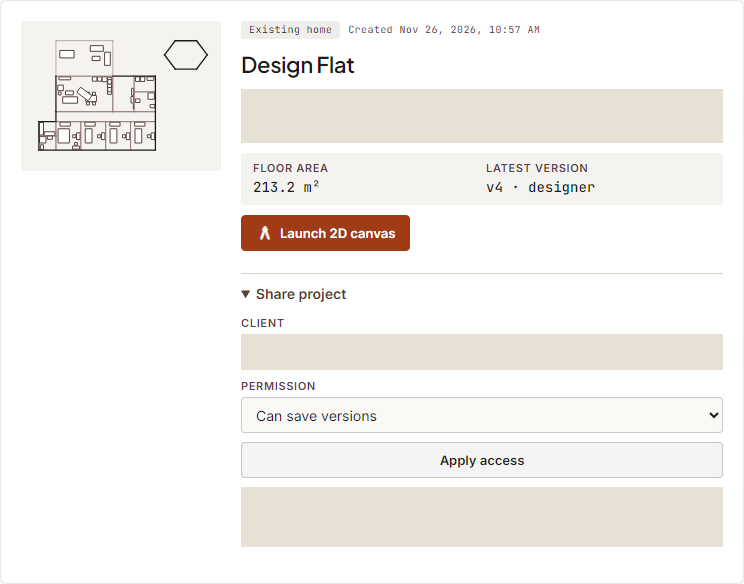 Existing home Created Nov 26, 2026, 10:57 AM
Design Flat
FLOOR AREA LATEST VERSION
213.2 m² v4 · designer
Launch 2D canvas
▼ Share project
CLIENT
PERMISSION
Can save versions
Apply access